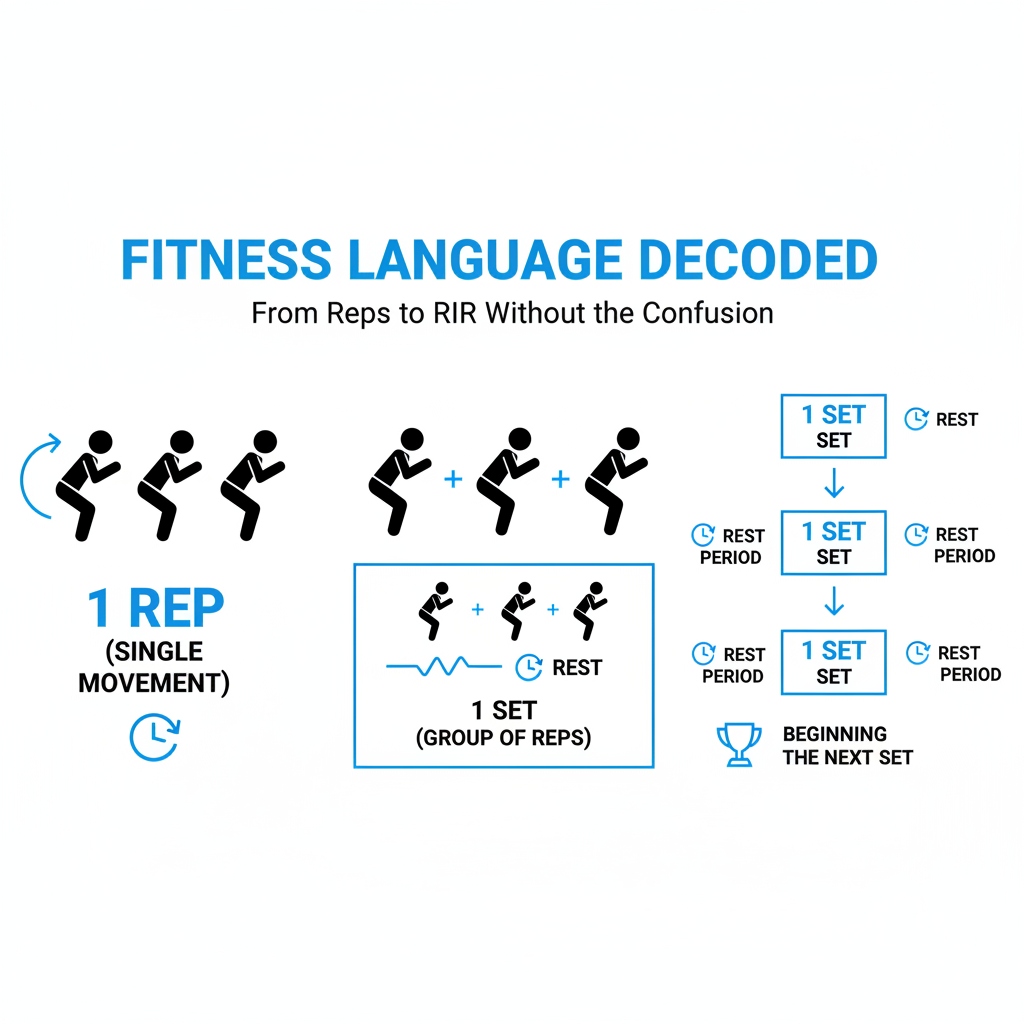 FITNESS LANGUAGE DECODED
From Reps to RIR Without the Confusion
1 REP
(SINGLE
MOVEMENT)
REST
1 SET
(GROUP OF REPS)
1 SET
SET
REST
REST
PERIOD
1 SET
SET
REST
PERIOD
REST
PERIOD
1 SET
SET
REST
PERIOD
BEGINNING
THE NEXT SET